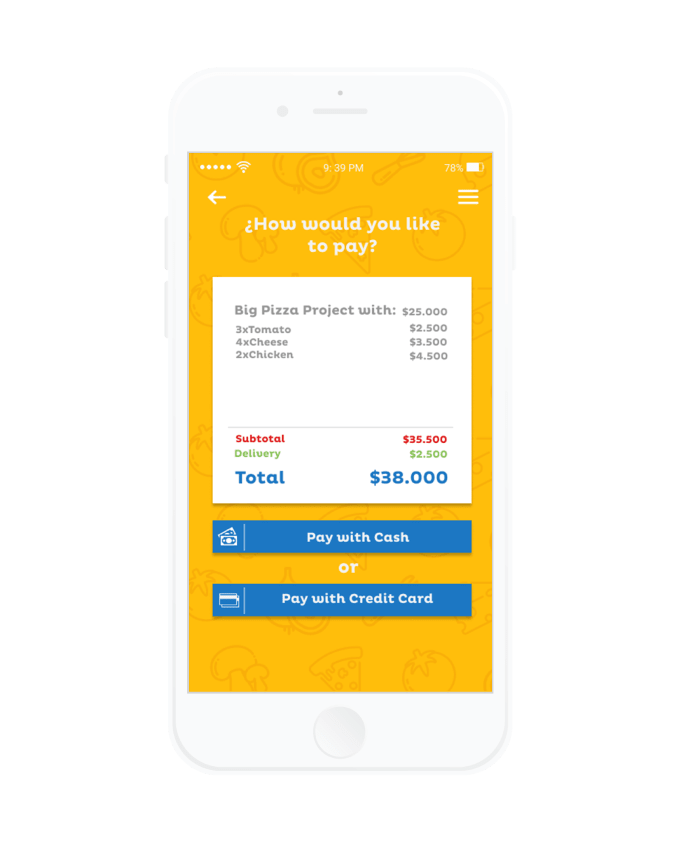 9:39 PM 78%
¿How would you like
to pay?
Big Pizza Project with: $25.000
3xTomato $2.500
4xCheese $3.500
2xChicken $4.500
Subtotal $35.500
Delivery $2.500
Total $38.000
Pay with Cash
or
Pay with Credit Card